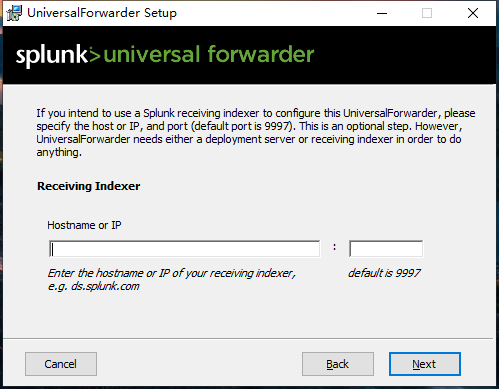 UniversalForwarder Setup
splunk>universal forwarder
If you intend to use a Splunk receiving indexer to configure this UniversalForwarder, please
specify the host or IP, and port (default port is 9997). This is an optional step. However,
UniversalForwarder needs either a deployment server or receiving indexer in order to do
anything.
Receiving Indexer
Hostname or IP
:
Enter the hostname or IP of your receiving indexer,
e.g. ds.splunk.com
default is 9997
Cancel
Back
Next